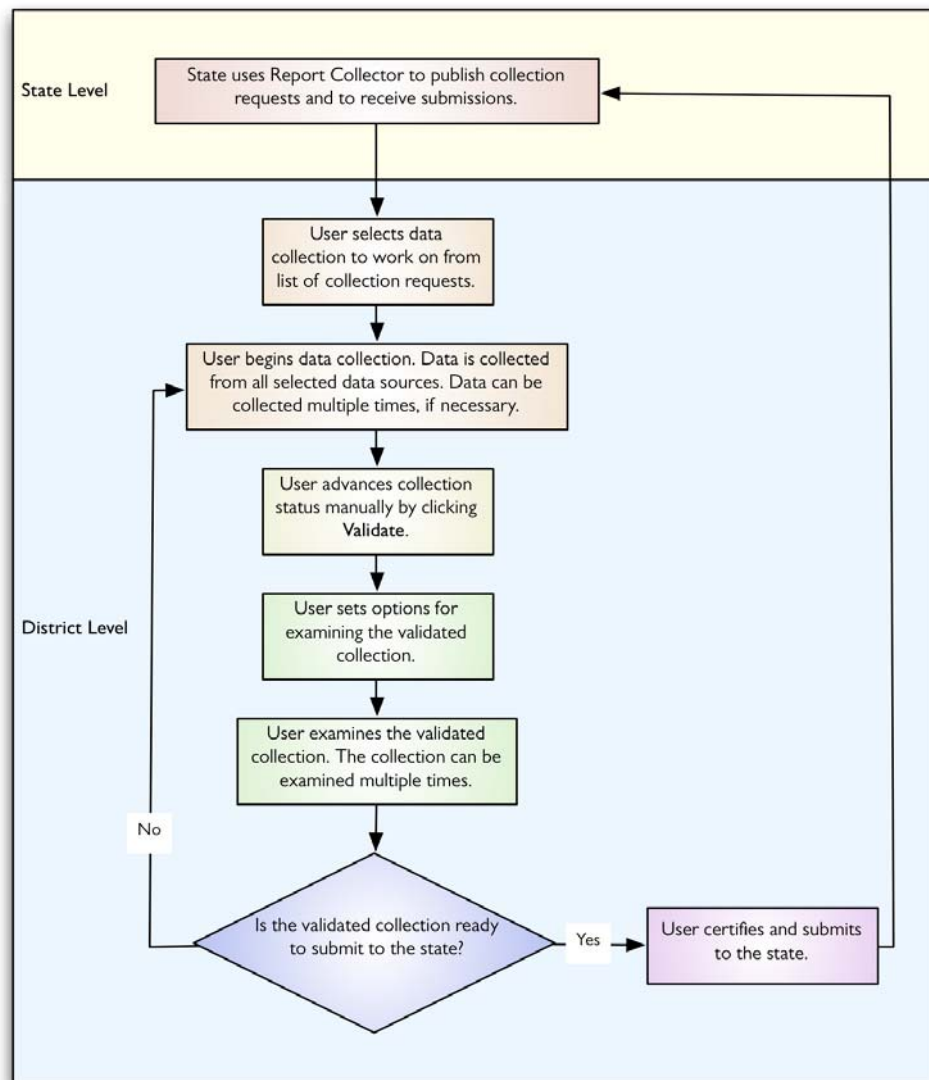 State Level
State uses Report Collector to publish collection
requests and to receive submissions.
User selects data
collection to work on from
list of collection requests.
User begins data collection. Data is collected
from all selected data sources. Data can be
collected multiple times, if necessary.
User advances collection
status manually by clicking
Validate.
District Level
User sets options for
examining the validated
collection.
User examines the validated
collection. The collection can be
examined multiple times.
No
Is the validated collection ready
to submit to the state?
Yes
User certifies and submits
to the state.